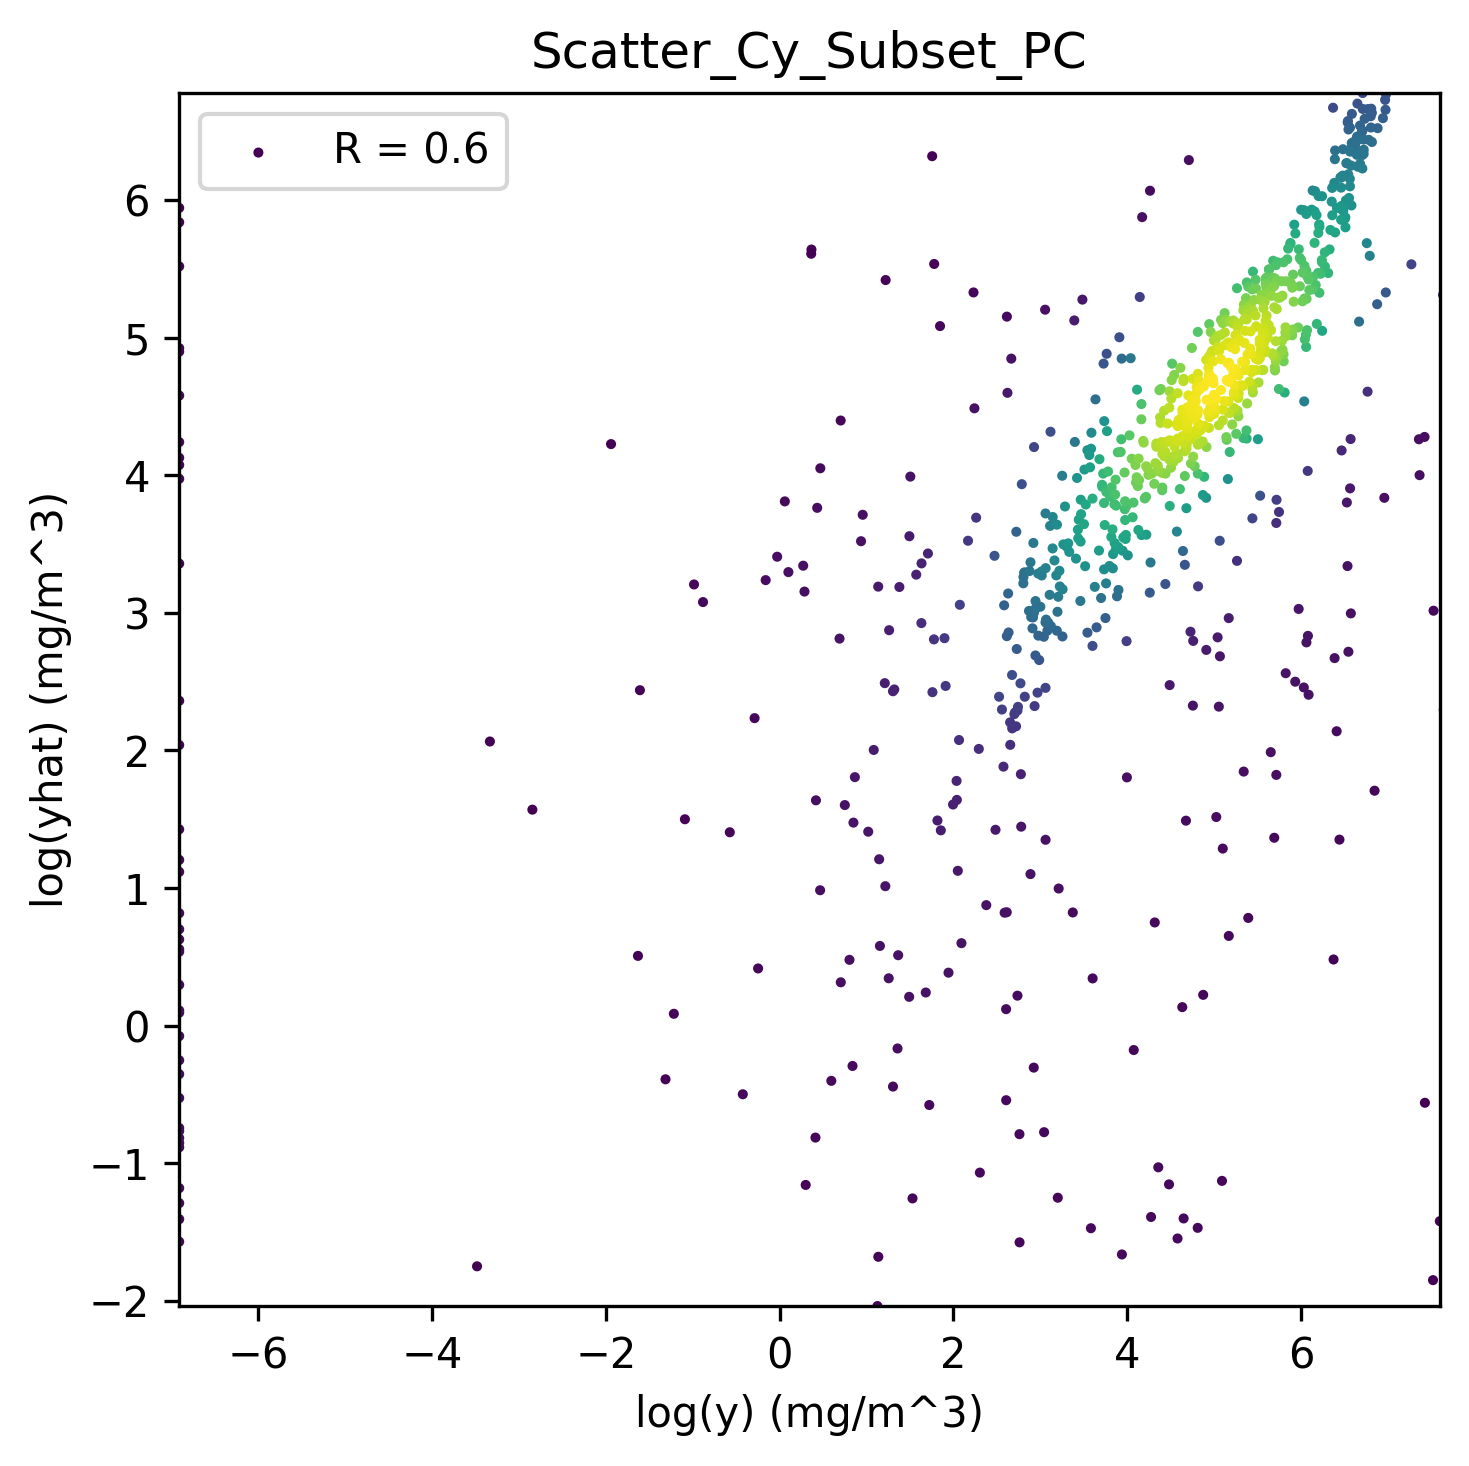 Scatter_Cy_Subset_PC
R = 0.6
6
5
4
3
2
1
0
−1
−2
log(yhat) (mg/m^3)
−6 −4 −2 0 2 4 6
log(y) (mg/m^3)